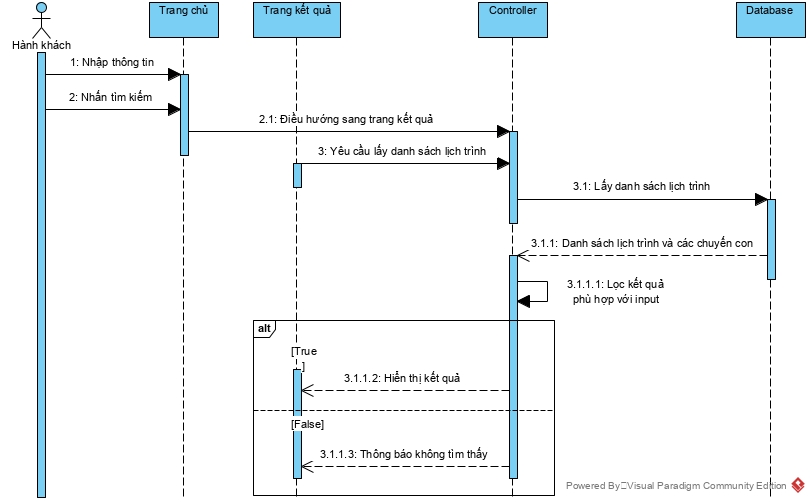 Trang chủ
Trang kết quả
Controller
Database
Hành khách
1: Nhập thông tin
2: Nhấn tìm kiếm
2.1: Điều hướng sang trang kết quả
3: Yêu cầu lấy danh sách lịch trình
3.1: Lấy danh sách lịch trình
3.1.1: Danh sách lịch trình và các chuyến con
3.1.1.1: Lọc kết quả
phù hợp với input
alt
[True
]
3.1.1.2: Hiển thị kết quả
[False]
3.1.1.3: Thông báo không tìm thấy
Powered By Visual Paradigm Community Edition